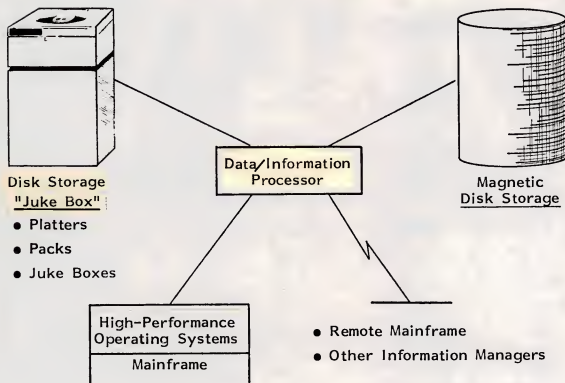 Data/Information
Processor
Disk Storage
"Juke Box"
• Platters
• Packs
• Juke Boxes
Magnetic
Disk Storage
High-Performance
Operating Systems
Mainframe
• Remote Mainframe
• Other Information Managers